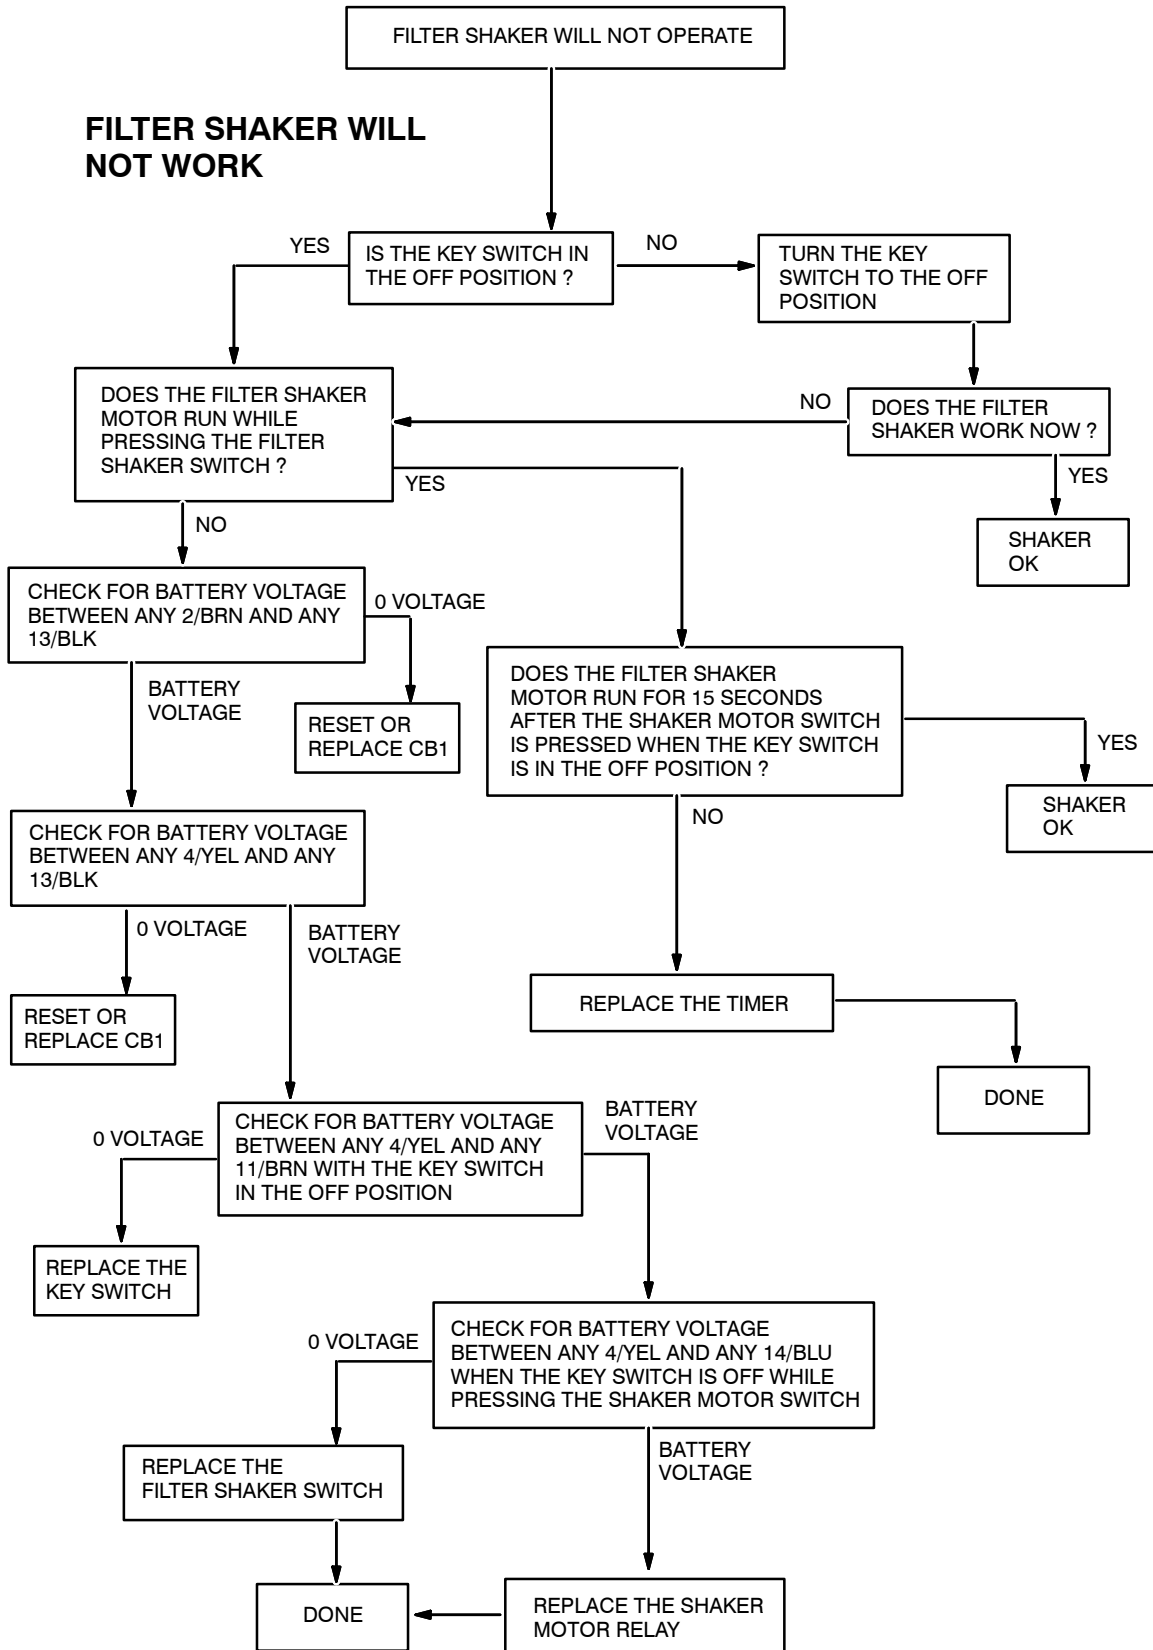 FILTER SHAKER WILL NOT OPERATE
FILTER SHAKER WILL
NOT WORK
YES
IS THE KEY SWITCH IN
THE OFF POSITION ?
NO
TURN THE KEY
SWITCH TO THE OFF
POSITION
DOES THE FILTER SHAKER
MOTOR RUN WHILE
PRESSING THE FILTER
SHAKER SWITCH ?
NO
DOES THE FILTER
SHAKER WORK NOW ?
YES
YES
SHAKER
OK
NO
CHECK FOR BATTERY VOLTAGE
BETWEEN ANY 2/BRN AND ANY
13/BLK
0 VOLTAGE
BATTERY
VOLTAGE
RESET OR
REPLACE CB1
DOES THE FILTER SHAKER
MOTOR RUN FOR 15 SECONDS
AFTER THE SHAKER MOTOR SWITCH
IS PRESSED WHEN THE KEY SWITCH
IS IN THE OFF POSITION ?
YES
SHAKER
OK
NO
CHECK FOR BATTERY VOLTAGE
BETWEEN ANY 4/YEL AND ANY
13/BLK
0 VOLTAGE
BATTERY
VOLTAGE
RESET OR
REPLACE CB1
REPLACE THE TIMER
DONE
0 VOLTAGE
CHECK FOR BATTERY VOLTAGE
BETWEEN ANY 4/YEL AND ANY
11/BRN WITH THE KEY SWITCH
IN THE OFF POSITION
BATTERY
VOLTAGE
REPLACE THE
KEY SWITCH
0 VOLTAGE
CHECK FOR BATTERY VOLTAGE
BETWEEN ANY 4/YEL AND ANY 14/BLU
WHEN THE KEY SWITCH IS OFF WHILE
PRESSING THE SHAKER MOTOR SWITCH
BATTERY
VOLTAGE
REPLACE THE
FILTER SHAKER SWITCH
DONE
REPLACE THE SHAKER
MOTOR RELAY